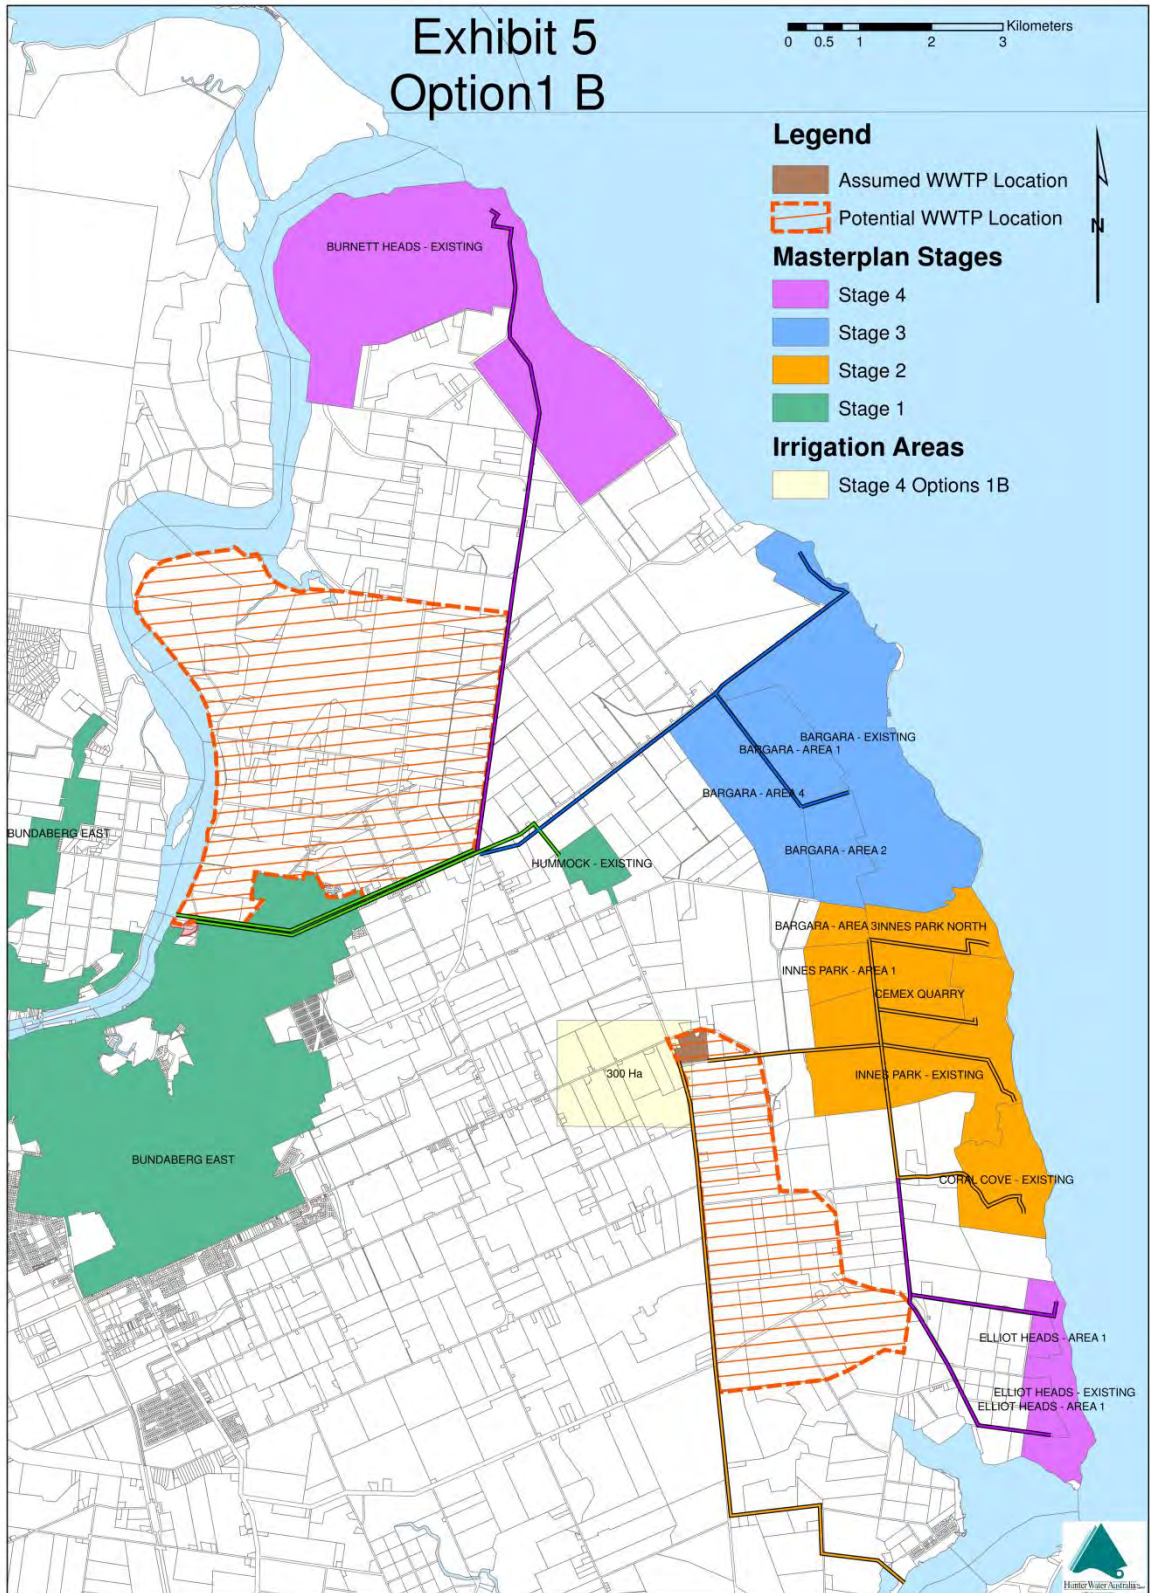 Exhibit 5
Option1 B
Kilometers
0 0.5 1 2 3
Legend
Assumed WWTP Location
Potential WWTP Location
N
Masterplan Stages
Stage 4
Stage 3
Stage 2
Stage 1
Irrigation Areas
Stage 4 Options 1B
BURNETT HEADS - EXISTING
BARGARA - EXISTING
BARGARA - AREA 1
BARGARA - AREA 4
BUNDABERG EAST
BARGARA - AREA 2
HUMMOCK - EXISTING
BARGARA - AREA 3INNES PARK NORTH
INNES PARK - AREA 1
CEMEX QUARRY
300 Ha
INNES PARK - EXISTING
BUNDABERG EAST
CORAL COVE - EXISTING
ELLIOT HEADS - AREA 1
ELLIOT HEADS - EXISTING
ELLIOT HEADS - AREA 1
Hunter Water Australia